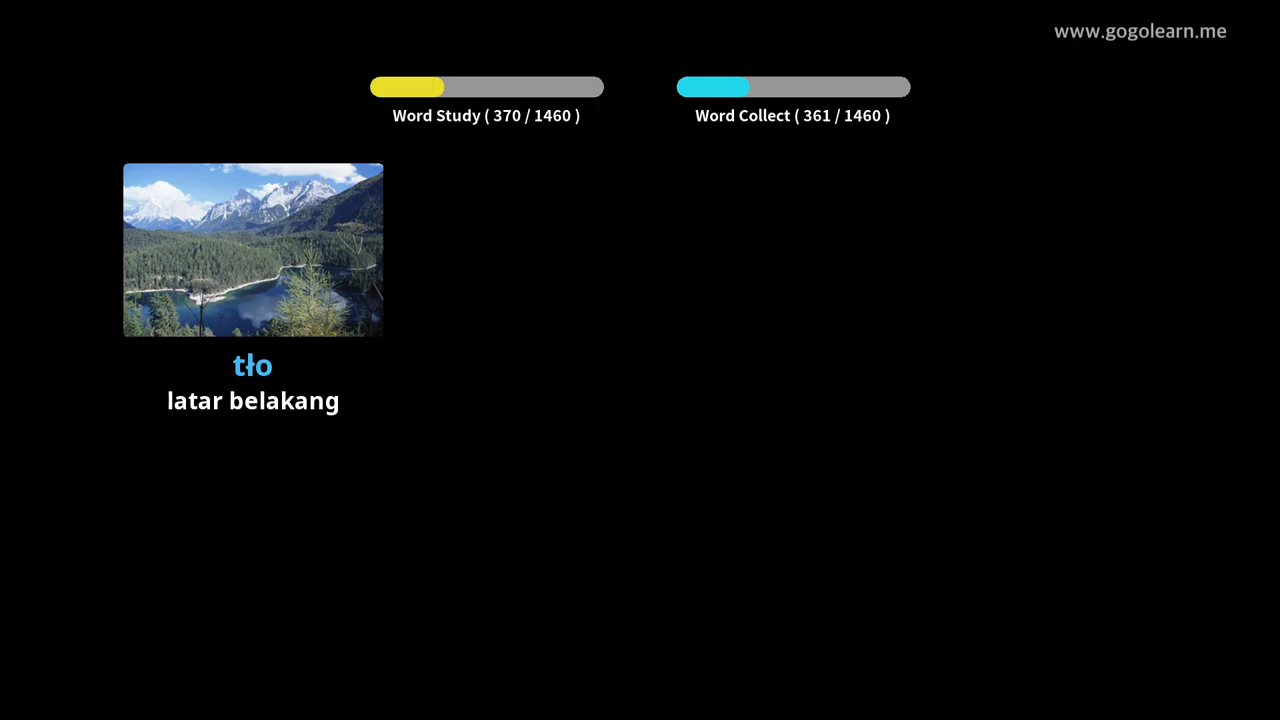 www.gogolearn.me
Word Study ( 370 / 1460 )
Word Collect ( 361 / 1460 )
tło
latar belakang